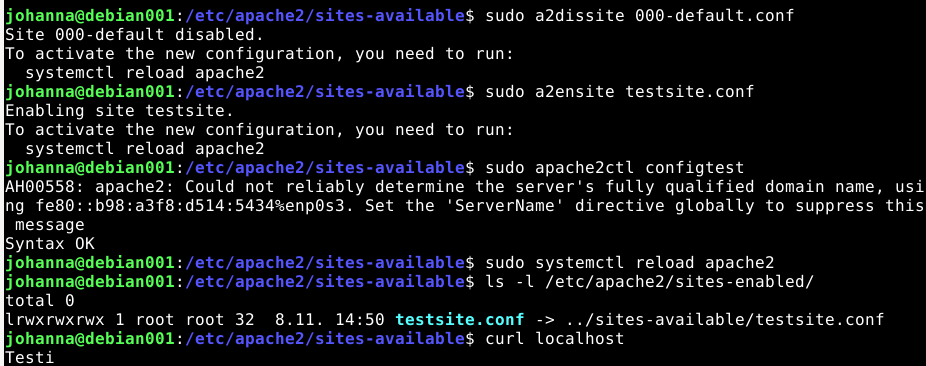 johanna@debian001:/etc/apache2/sites-available$ sudo a2dissite 000-default.conf
Site 000-default disabled.
To activate the new configuration, you need to run:
  systemctl reload apache2
johanna@debian001:/etc/apache2/sites-available$ sudo a2ensite testsite.conf
Enabling site testsite.
To activate the new configuration, you need to run:
  systemctl reload apache2
johanna@debian001:/etc/apache2/sites-available$ sudo apache2ctl configtest
AH00558: apache2: Could not reliably determine the server's fully qualified domain name, usi
ng fe80::b98:a3f8:d514:5434%enp0s3. Set the 'ServerName' directive globally to suppress this
 message
Syntax OK
johanna@debian001:/etc/apache2/sites-available$ sudo systemctl reload apache2
johanna@debian001:/etc/apache2/sites-available$ ls -l /etc/apache2/sites-enabled/
total 0
lrwxrwxrwx 1 root root 32  8.11. 14:50 testsite.conf -> ../sites-available/testsite.conf
johanna@debian001:/etc/apache2/sites-available$ curl localhost
Testi